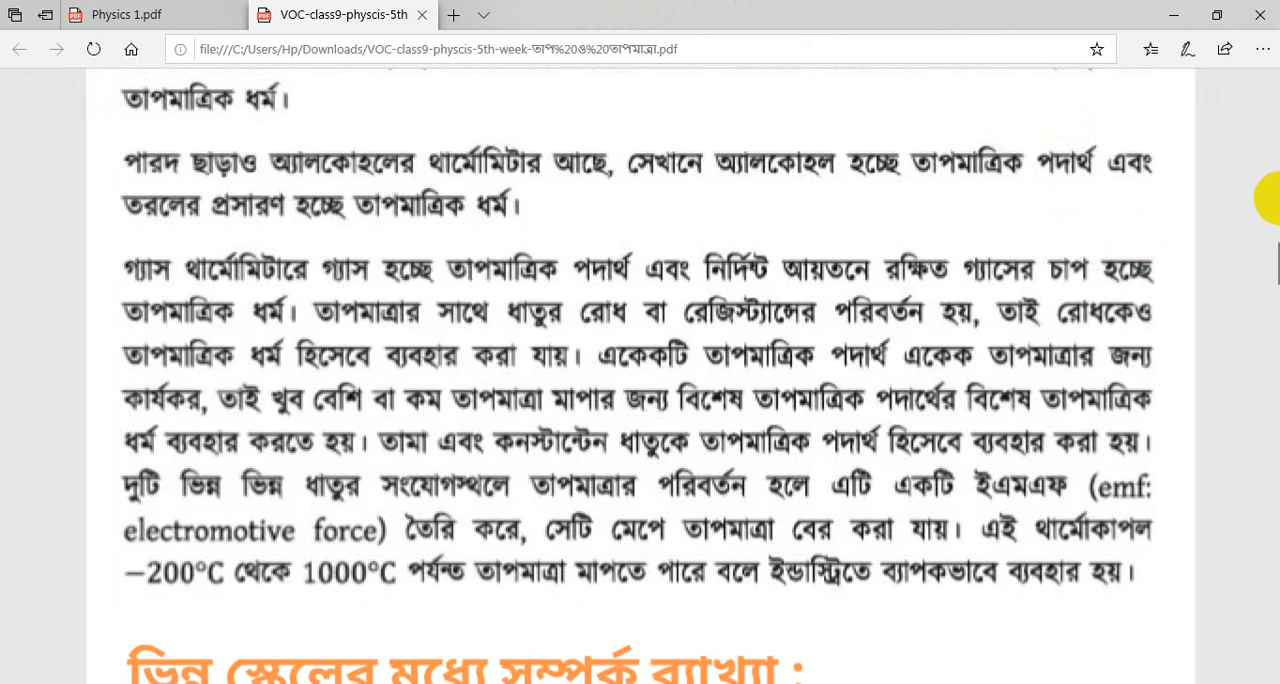 Physics 1.pdf
VOC-class9-physcis-5th
file:///C:/Users/Hp/Downloads/VOC-class9-physcis-5th-week-তাপ%20ও%20তাপমাত্রা.pdf
তাপমাত্রিক ধর্ম।
পারদ ছাড়াও অ্যালকোহলের থার্মোমিটার আছে, সেখানে অ্যালকোহল হচ্ছে তাপমাত্রিক পদার্থ এবং
তরলের প্রসারণ হচ্ছে তাপমাত্রিক ধর্ম।
গ্যাস থার্মোমিটারে গ্যাস হচ্ছে তাপমাত্রিক পদার্থ এবং নির্দিষ্ট আয়তনে রক্ষিত গ্যাসের চাপ হচ্ছে
তাপমাত্রিক ধর্ম। তাপমাত্রার সাথে ধাতুর রোধ বা রেজিস্ট্যান্সের পরিবর্তন হয়, তাই রোধকেও
তাপমাত্রিক ধর্ম হিসেবে ব্যবহার করা যায়। একেকটি তাপমাত্রিক পদার্থ একেক তাপমাত্রার জন্য
কার্যকর, তাই খুব বেশি বা কম তাপমাত্রা মাপার জন্য বিশেষ তাপমাত্রিক পদার্থের বিশেষ তাপমাত্রিক
ধর্ম ব্যবহার করতে হয়। তামা এবং কনস্টান্টেন ধাতুকে তাপমাত্রিক পদার্থ হিসেবে ব্যবহার করা হয়।
দুটি ভিন্ন ভিন্ন ধাতুর সংযোগস্থলে তাপমাত্রার পরিবর্তন হলে এটি একটি ইএমএফ (emf:
electromotive force) তৈরি করে, সেটি মেপে তাপমাত্রা বের করা যায়। এই থার্মোকাপল
−200°C থেকে 1000°C পর্যন্ত তাপমাত্রা মাপতে পারে বলে ইন্ডাস্ট্রিতে ব্যাপকভাবে ব্যবহার হয়।
ভিন্ন স্কেলের মধ্যে সম্পর্ক ব্যাখ্যা :